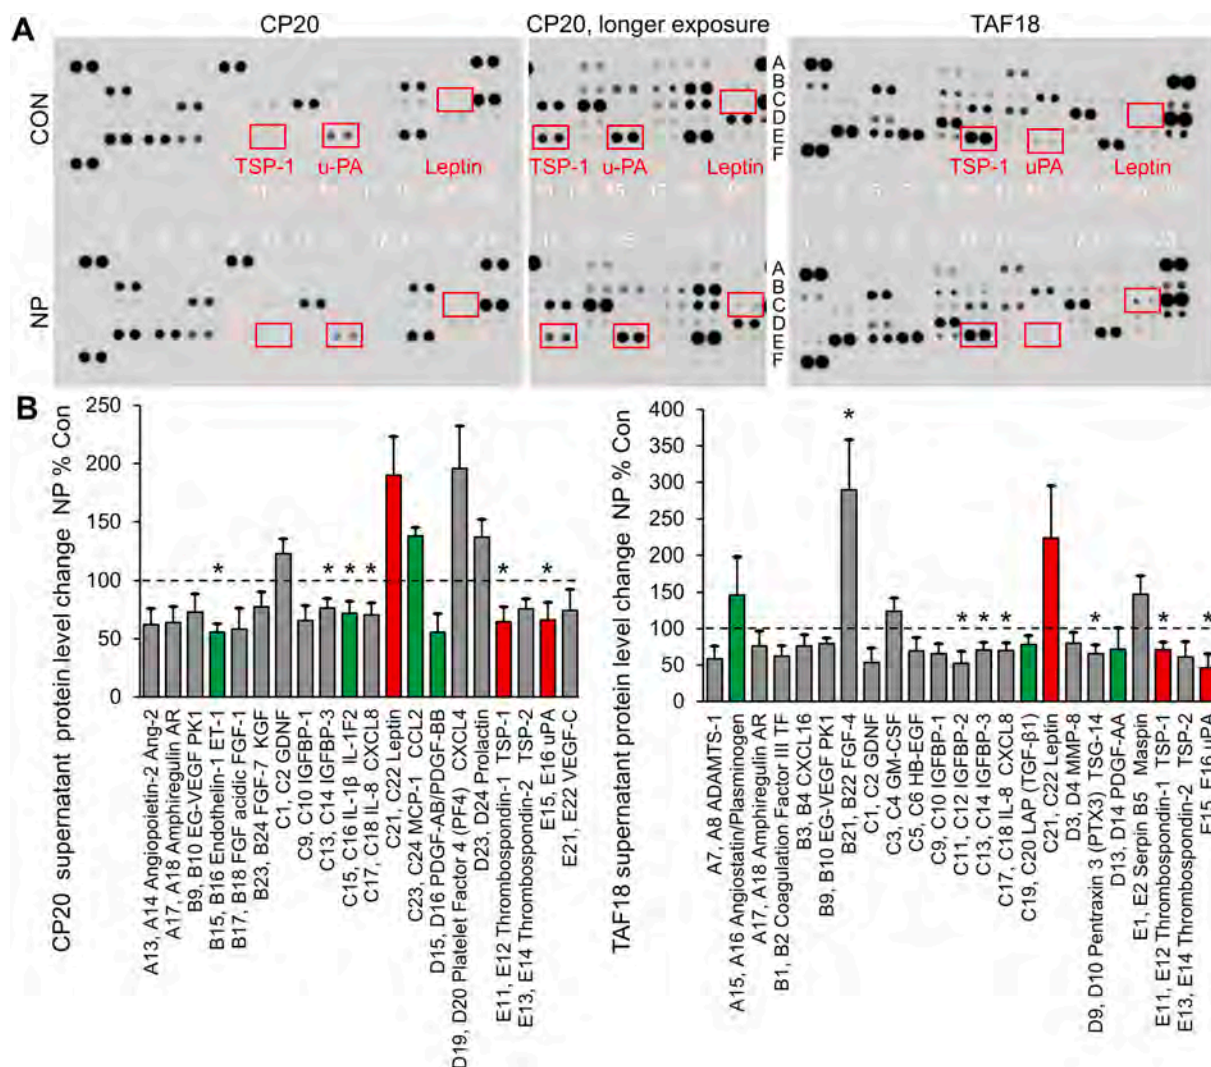 A
CP20
CP20, longer exposure
TAF18
CON
A
B
C
D
E
F
TSP-1
u-PA
Leptin
TSP-1
u-PA
Leptin
TSP-1
uPA
Leptin
NP
A
B
C
D
E
F
B
CP20 supernatant protein level change NP % Con
250
200
150
100
50
0
* * * * * *
A13, A14 Angiopoietin-2 Ang-2
A17, A18 Amphiregulin AR
B9, B10 EG-VEGF PK1
B15, B16 Endothelin-1 ET-1
B17, B18 FGF acidic FGF-1
B23, B24 FGF-7 KGF
C1, C2 GDNF
C9, C10 IGFBP-1
C13, C14 IGFBP-3
C15, C16 IL-1β IL-1F2
C17, C18 IL-8 CXCL8
C21, C22 Leptin
C23, C24 MCP-1 CCL2
D15, D16 PDGF-AB/PDGF-BB
D19, D20 Platelet Factor 4 (PF4) CXCL4
D23, D24 Prolactin
E11, E12 Thrombospondin-1 TSP-1
E13, E14 Thrombospondin-2 TSP-2
E15, E16 uPA
E21, E22 VEGF-C
TAF18 supernatant protein level change NP % Con
400
350
300
250
200
150
100
50
0
* * * * * * *
A7, A8 ADAMTS-1
A15, A16 Angiostatin/Plasminogen
A17, A18 Amphiregulin AR
B1, B2 Coagulation Factor III TF
B3, B4 CXCL16
B9, B10 EG-VEGF PK1
B21, B22 FGF-4
C1, C2 GDNF
C3, C4 GM-CSF
C5, C6 HB-EGF
C9, C10 IGFBP-1
C11, C12 IGFBP-2
C13, C14 IGFBP-3
C17, C18 IL-8 CXCL8
C19, C20 LAP (TGF-β1)
C21, C22 Leptin
D3, D4 MMP-8
D9, D10 Pentraxin 3 (PTX3) TSG-14
D13, D14 PDGF-AA
E1, E2 Serpin B5 Maspin
E11, E12 Thrombospondin-1 TSP-1
E13, E14 Thrombospondin-2 TSP-2
E15, E16 uPA